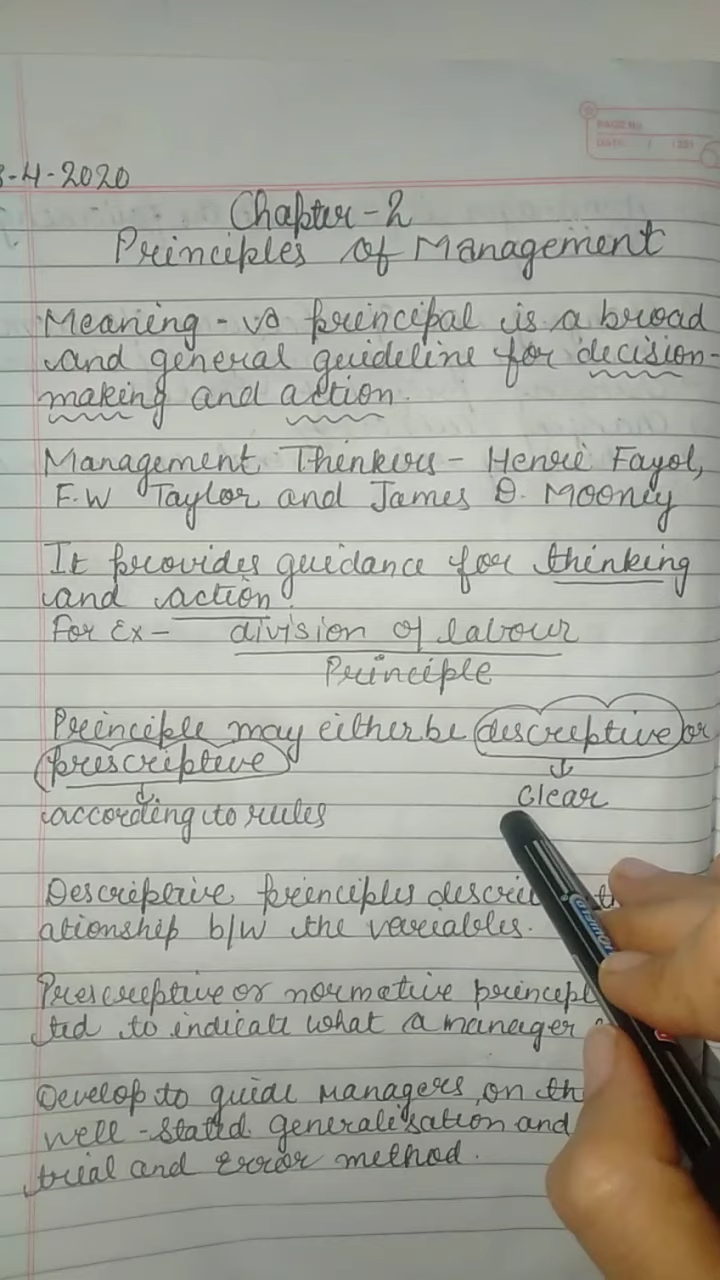 -4-2020
Chapter-2
Principles of Management
Meaning - principal is a broad
and general guideline for decision-
making and action.
Management Thinkers - Henrie Fayol,
F.W Taylor and James D. Mooney
It provides guidance for thinking
and action.
For Ex - division of labour
Principle
Principle may either be descriptive or
prescriptive
clear
according to rules
Descriptive principles
ationship b/w the variables.
Prescriptive or normative
ted to indicate what a manager
Develop to guide managers, on
well-stated generalisation and
trial and error method.